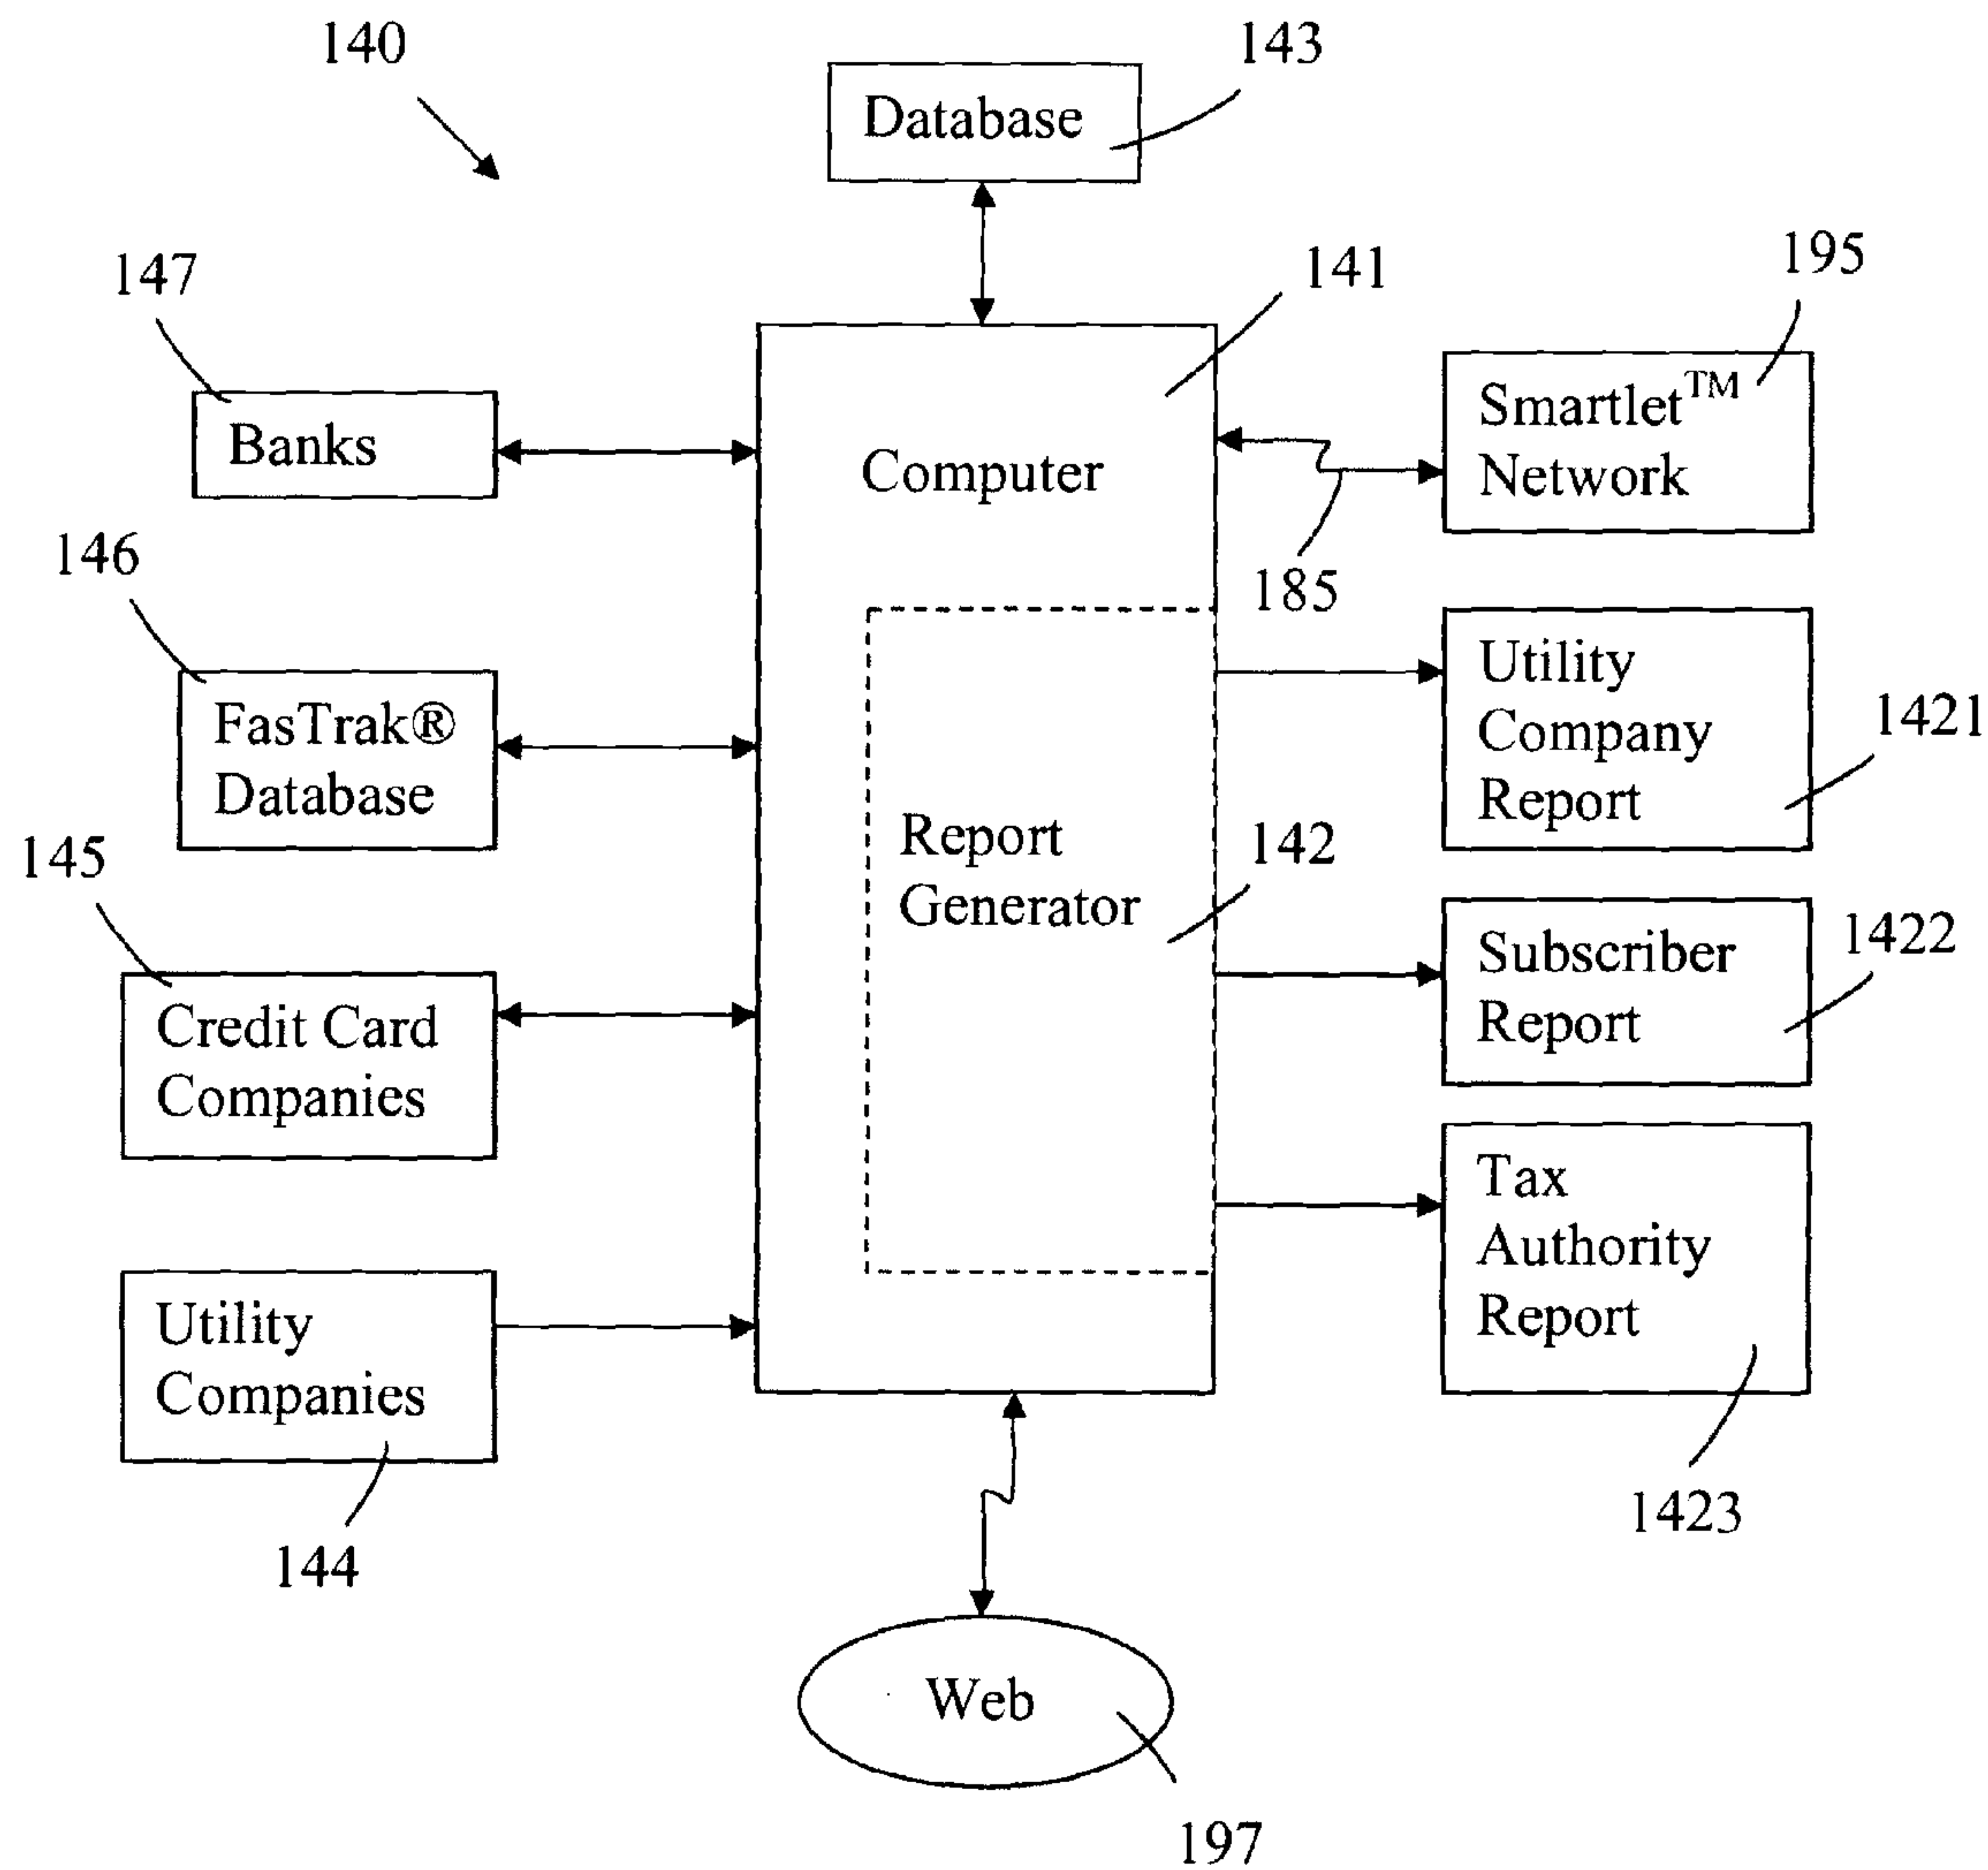 140
143
Database
147
141
195
Banks
Computer
Smartlet™
Network
146
185
FasTrak®
Database
Utility
Company
Report
1421
145
Report
Generator
142
Credit Card
Companies
Subscriber
Report
1422
Utility
Companies
Tax
Authority
Report
144
1423
Web
197